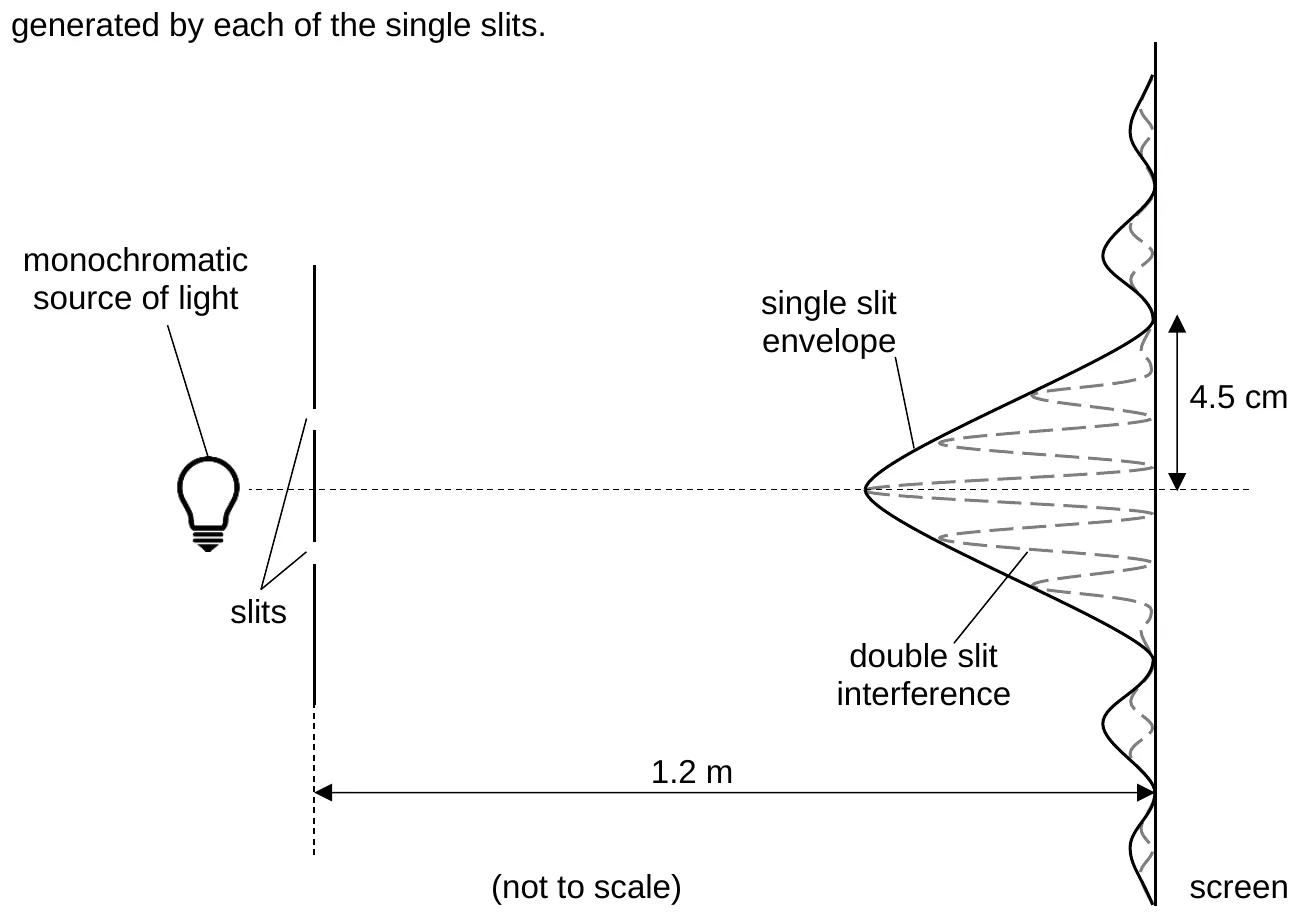 generated by each of the single slits.
monochromatic
source of light
single slit
envelope
4.5 cm
slits
double slit
interference
1.2 m
(not to scale)
screen